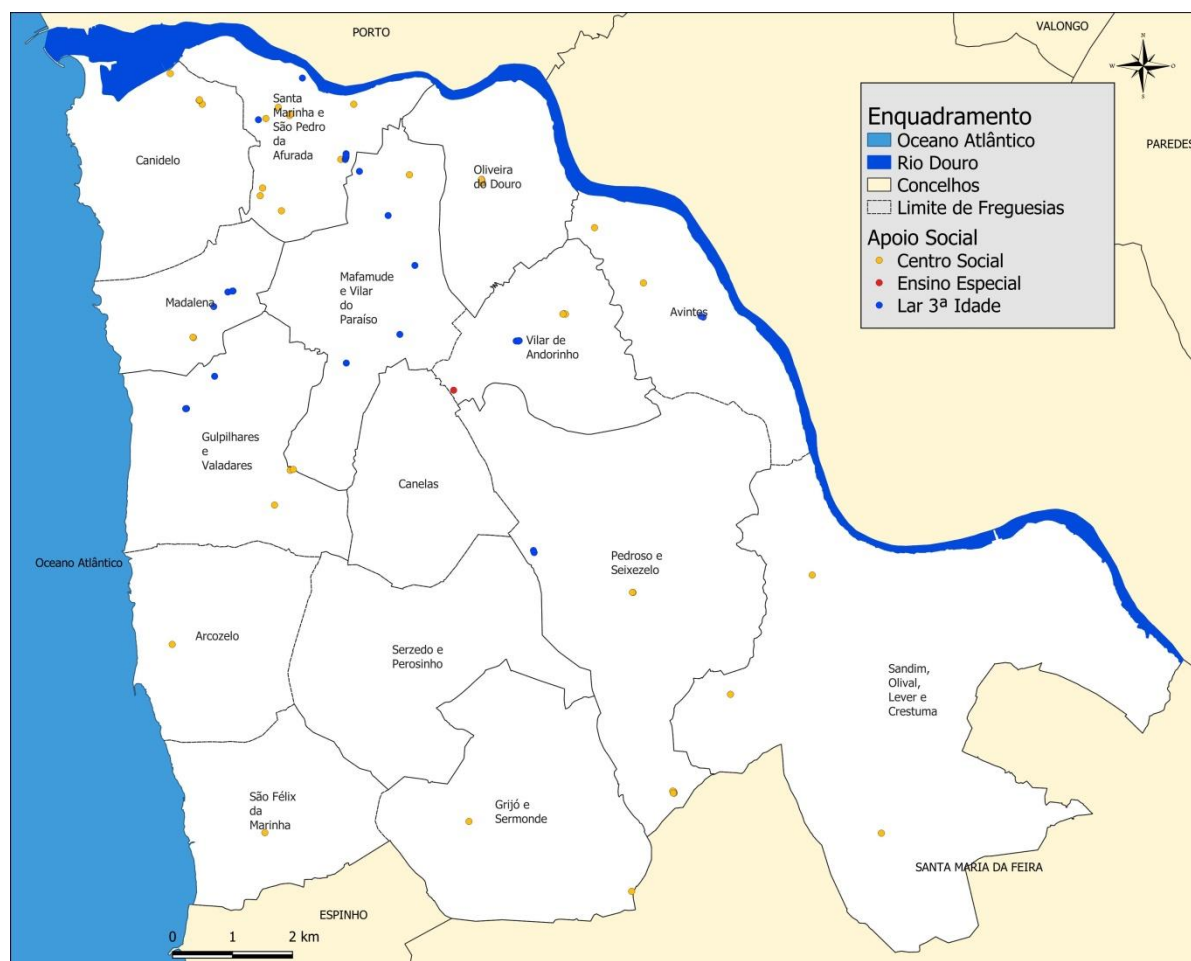 PORTO
VALONGO
N
W
O
S
PAREDES
Enquadramento
Oceano Atlântico
Rio Douro
Concelhos
Limite de Freguesias
Apoio Social
Centro Social
Ensino Especial
Lar 3ª Idade
Santa
Marinha e
São Pedro
da
Afurada
Canidelo
Oliveira
do Douro
Mafamude
e Vilar
do
Paraíso
Madalena
Avintes
Vilar de
Andorinho
Gulpilhares
e
Valadares
Canelas
Oceano Atlântico
Pedroso e
Seixezelo
Arcozelo
Serzedo e
Perosinho
Sandim,
Olival,
Lever e
Crestuma
São Félix
da
Marinha
Grijó e
Sermonde
SANTA MARIA DA FEIRA
ESPINHO
0 1 2 km